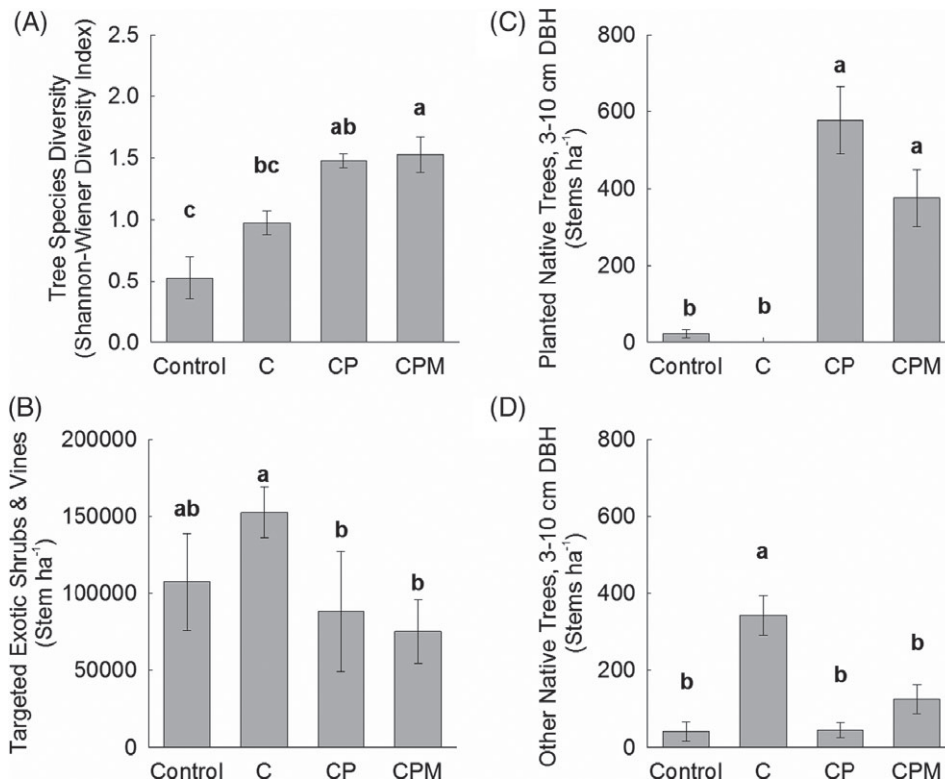 (A)
Tree Species Diversity
(Shannon-Wiener Diversity Index)
2.5
2.0
1.5
1.0
0.5
0.0
c
bc
ab
a
Control C CP CPM
(B)
Targeted Exotic Shrubs & Vines
(Stem ha⁻¹)
200000
150000
100000
50000
0
ab
a
b
b
Control C CP CPM
(C)
Planted Native Trees, 3-10 cm DBH
(Stems ha⁻¹)
800
600
400
200
0
b
b
a
a
Control C CP CPM
(D)
Other Native Trees, 3-10 cm DBH
(Stems ha⁻¹)
800
600
400
200
0
b
a
b
b
Control C CP CPM